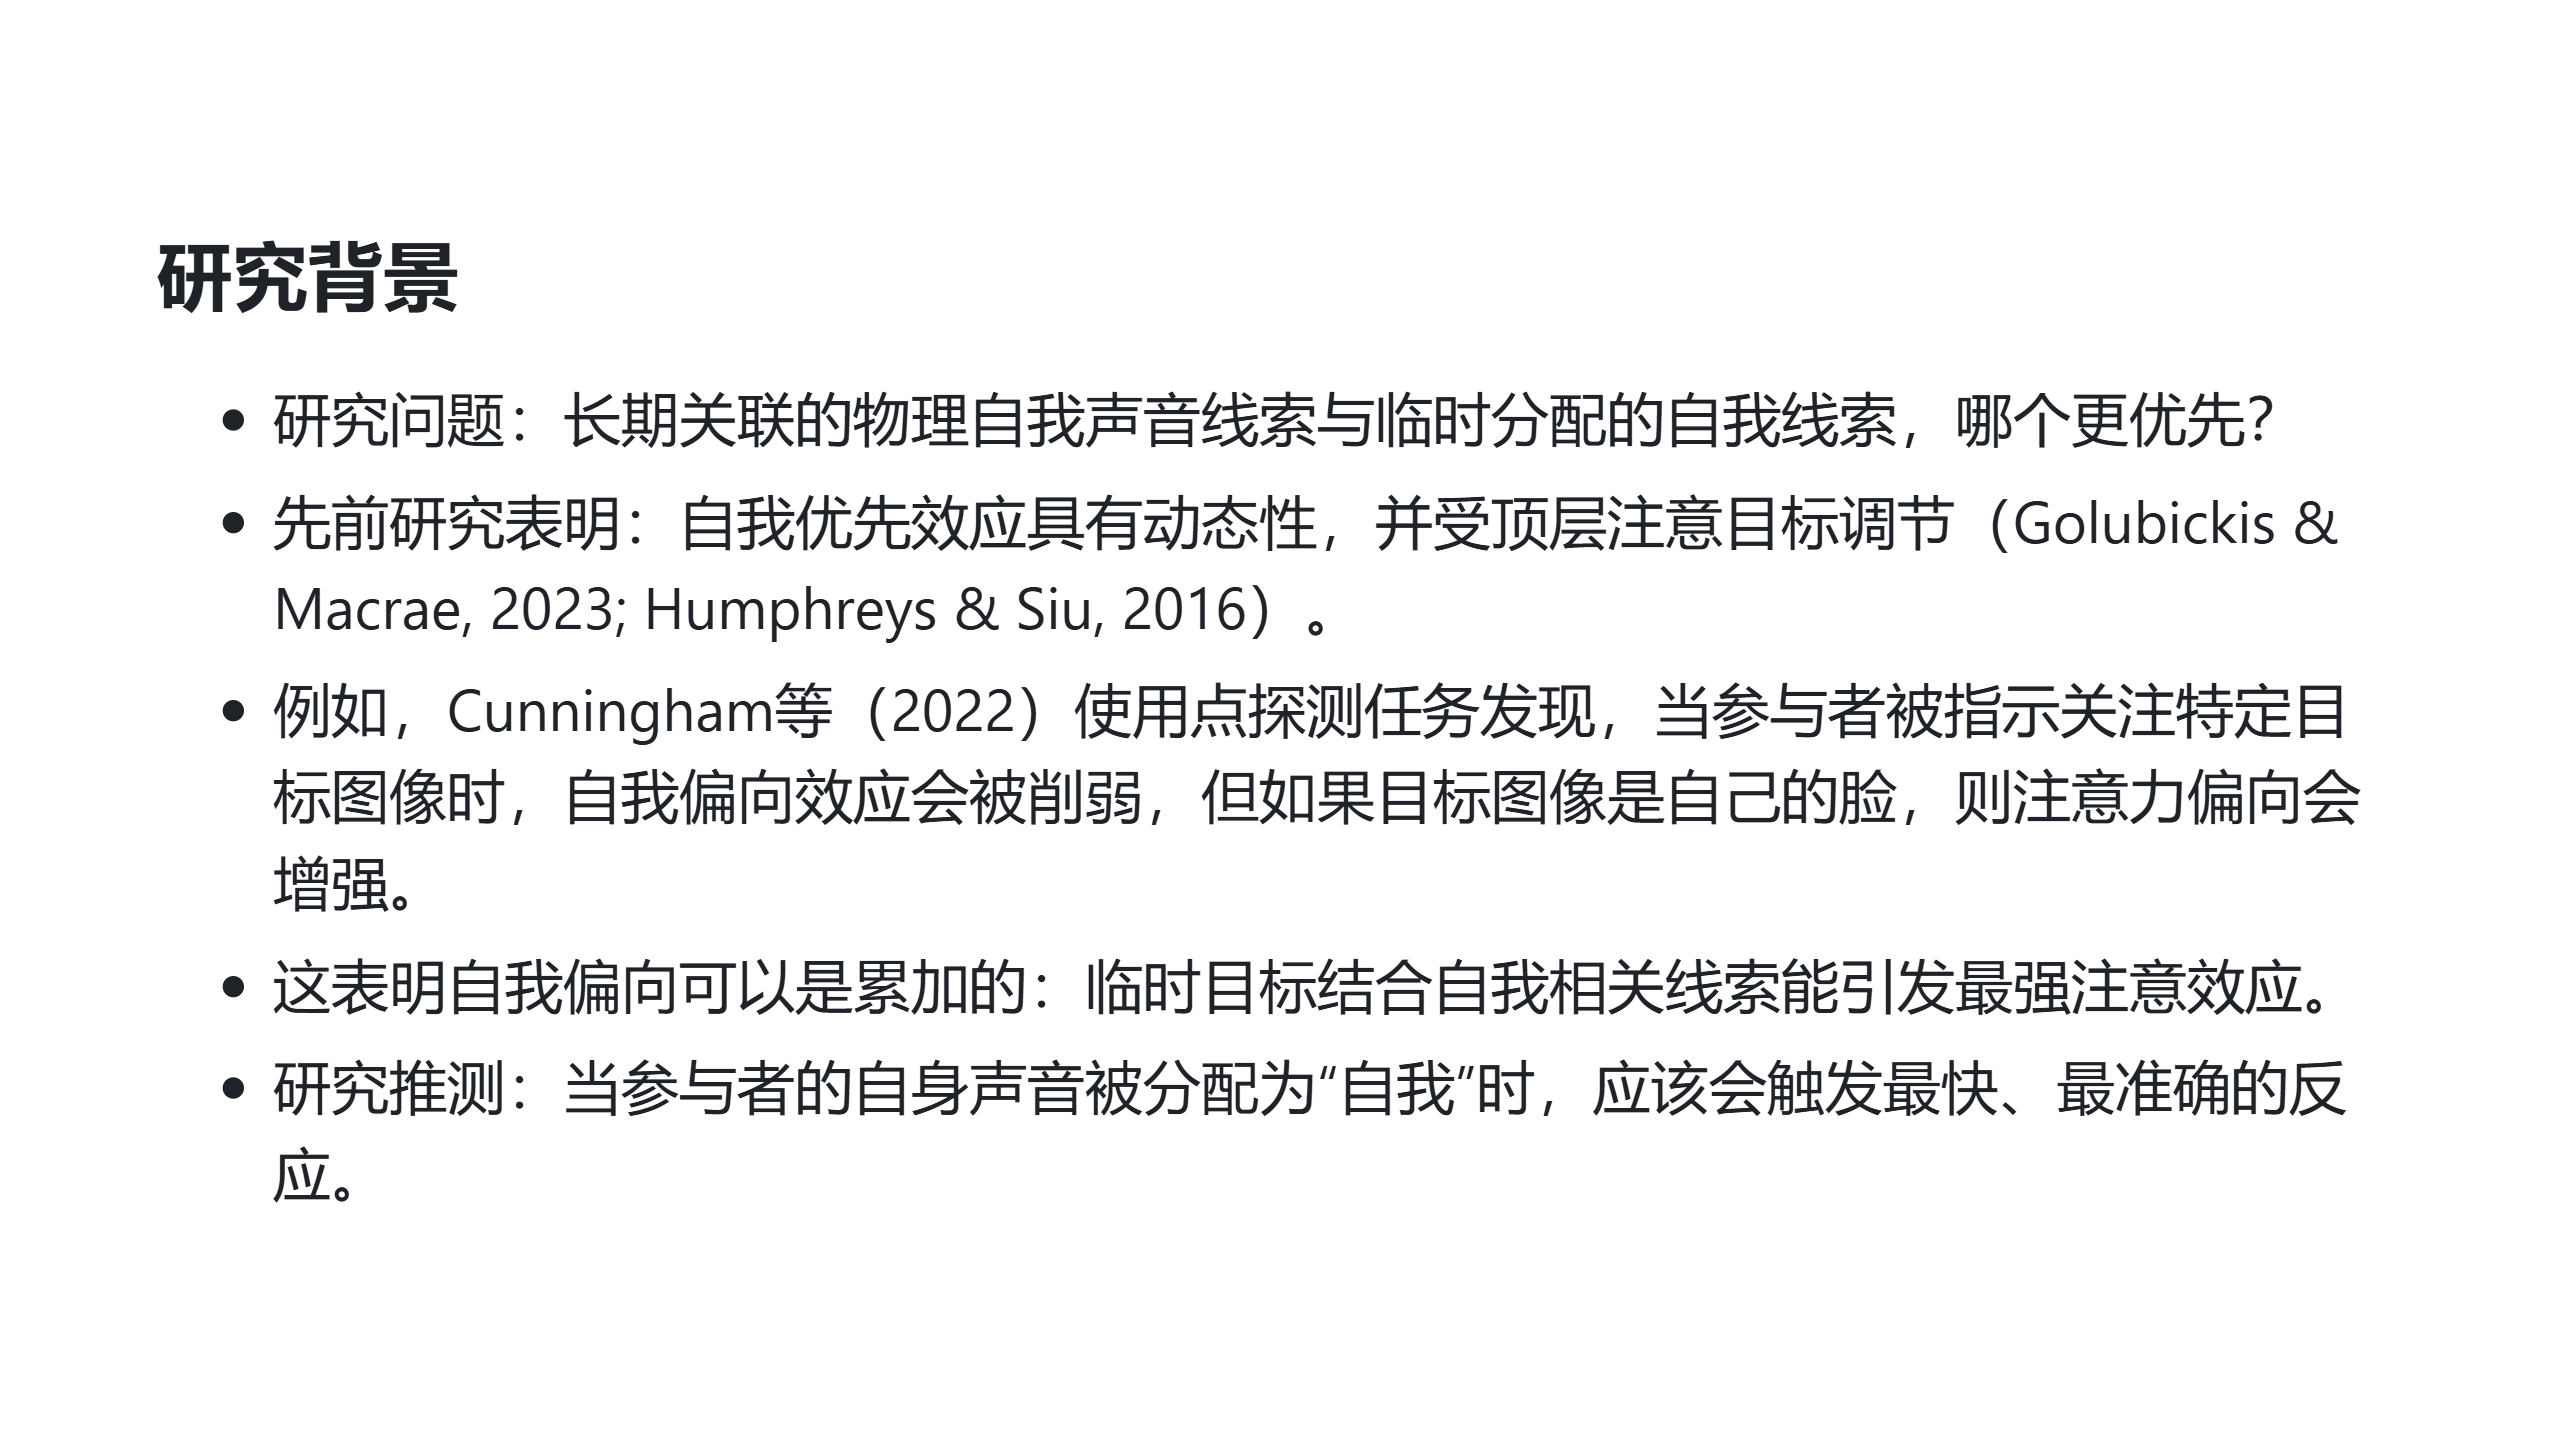 研究背景
• 研究问题：长期关联的物理自我声音线索与临时分配的自我线索，哪个更优先？
• 先前研究表明：自我优先效应具有动态性，并受顶层注意目标调节（Golubickis &
Macrae, 2023; Humphreys & Siu, 2016）。
• 例如，Cunningham等（2022）使用点探测任务发现，当参与者被指示关注特定目
标图像时，自我偏向效应会被削弱，但如果目标图像是自己的脸，则注意力偏向会
增强。
• 这表明自我偏向可以是累加的：临时目标结合自我相关线索能引发最强注意效应。
• 研究推测：当参与者的自身声音被分配为“自我”时，应该会触发最快、最准确的反
应。